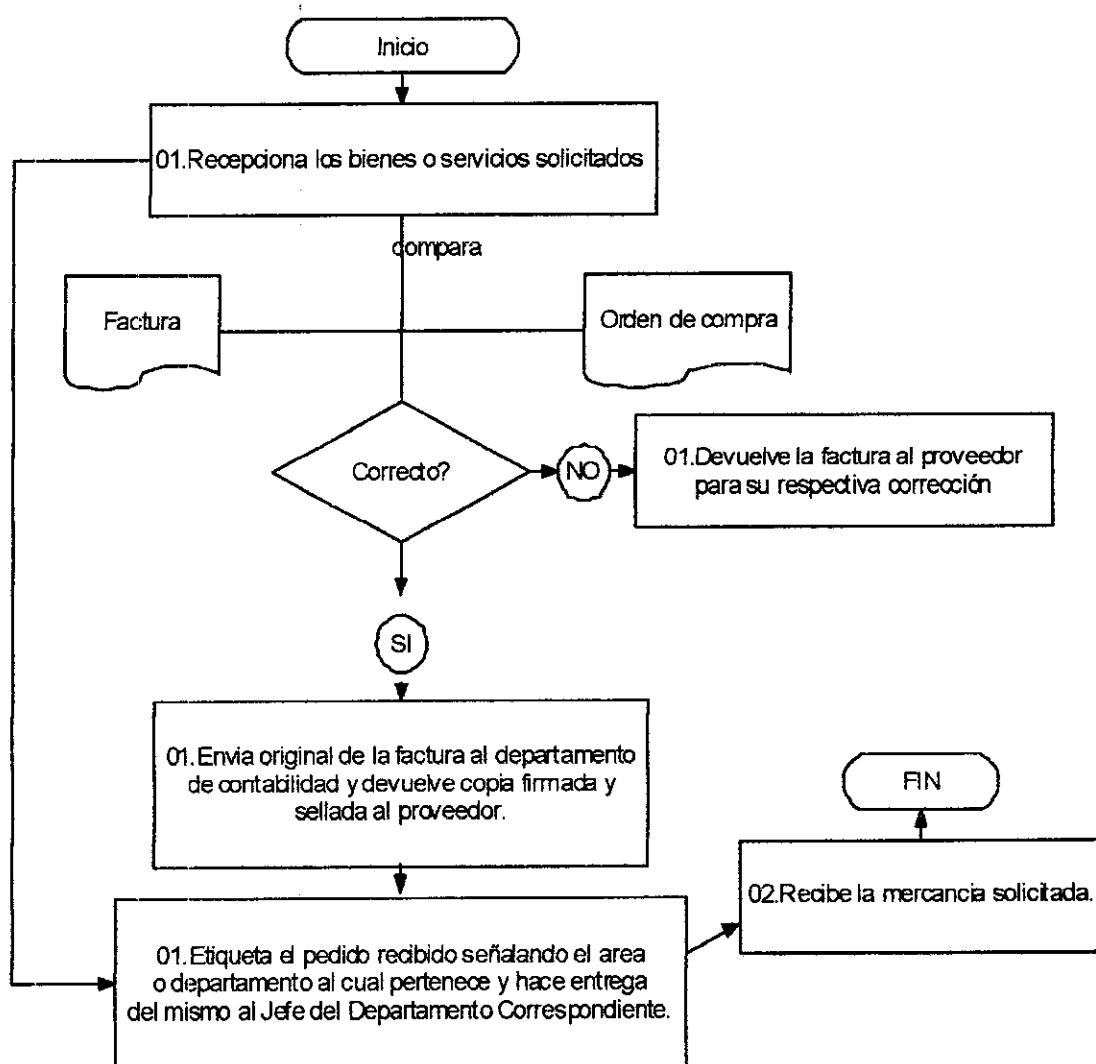 Inicio
01.Recepciona los bienes o servicios solicitados
compara
Factura
Orden de compra
Correcto?
NO
01.Devuelve la factura al proveedor
para su respectiva corrección
SI
01.Envia original de la factura al departamento
de contabilidad y devuelve copia firmada y
sellada al proveedor.
FIN
02.Recibe la mercancia solicitada.
01.Etiqueta el pedido recibido señalando el area
o departamento al cual pertenece y hace entrega
del mismo al Jefe del Departamento Correspondiente.